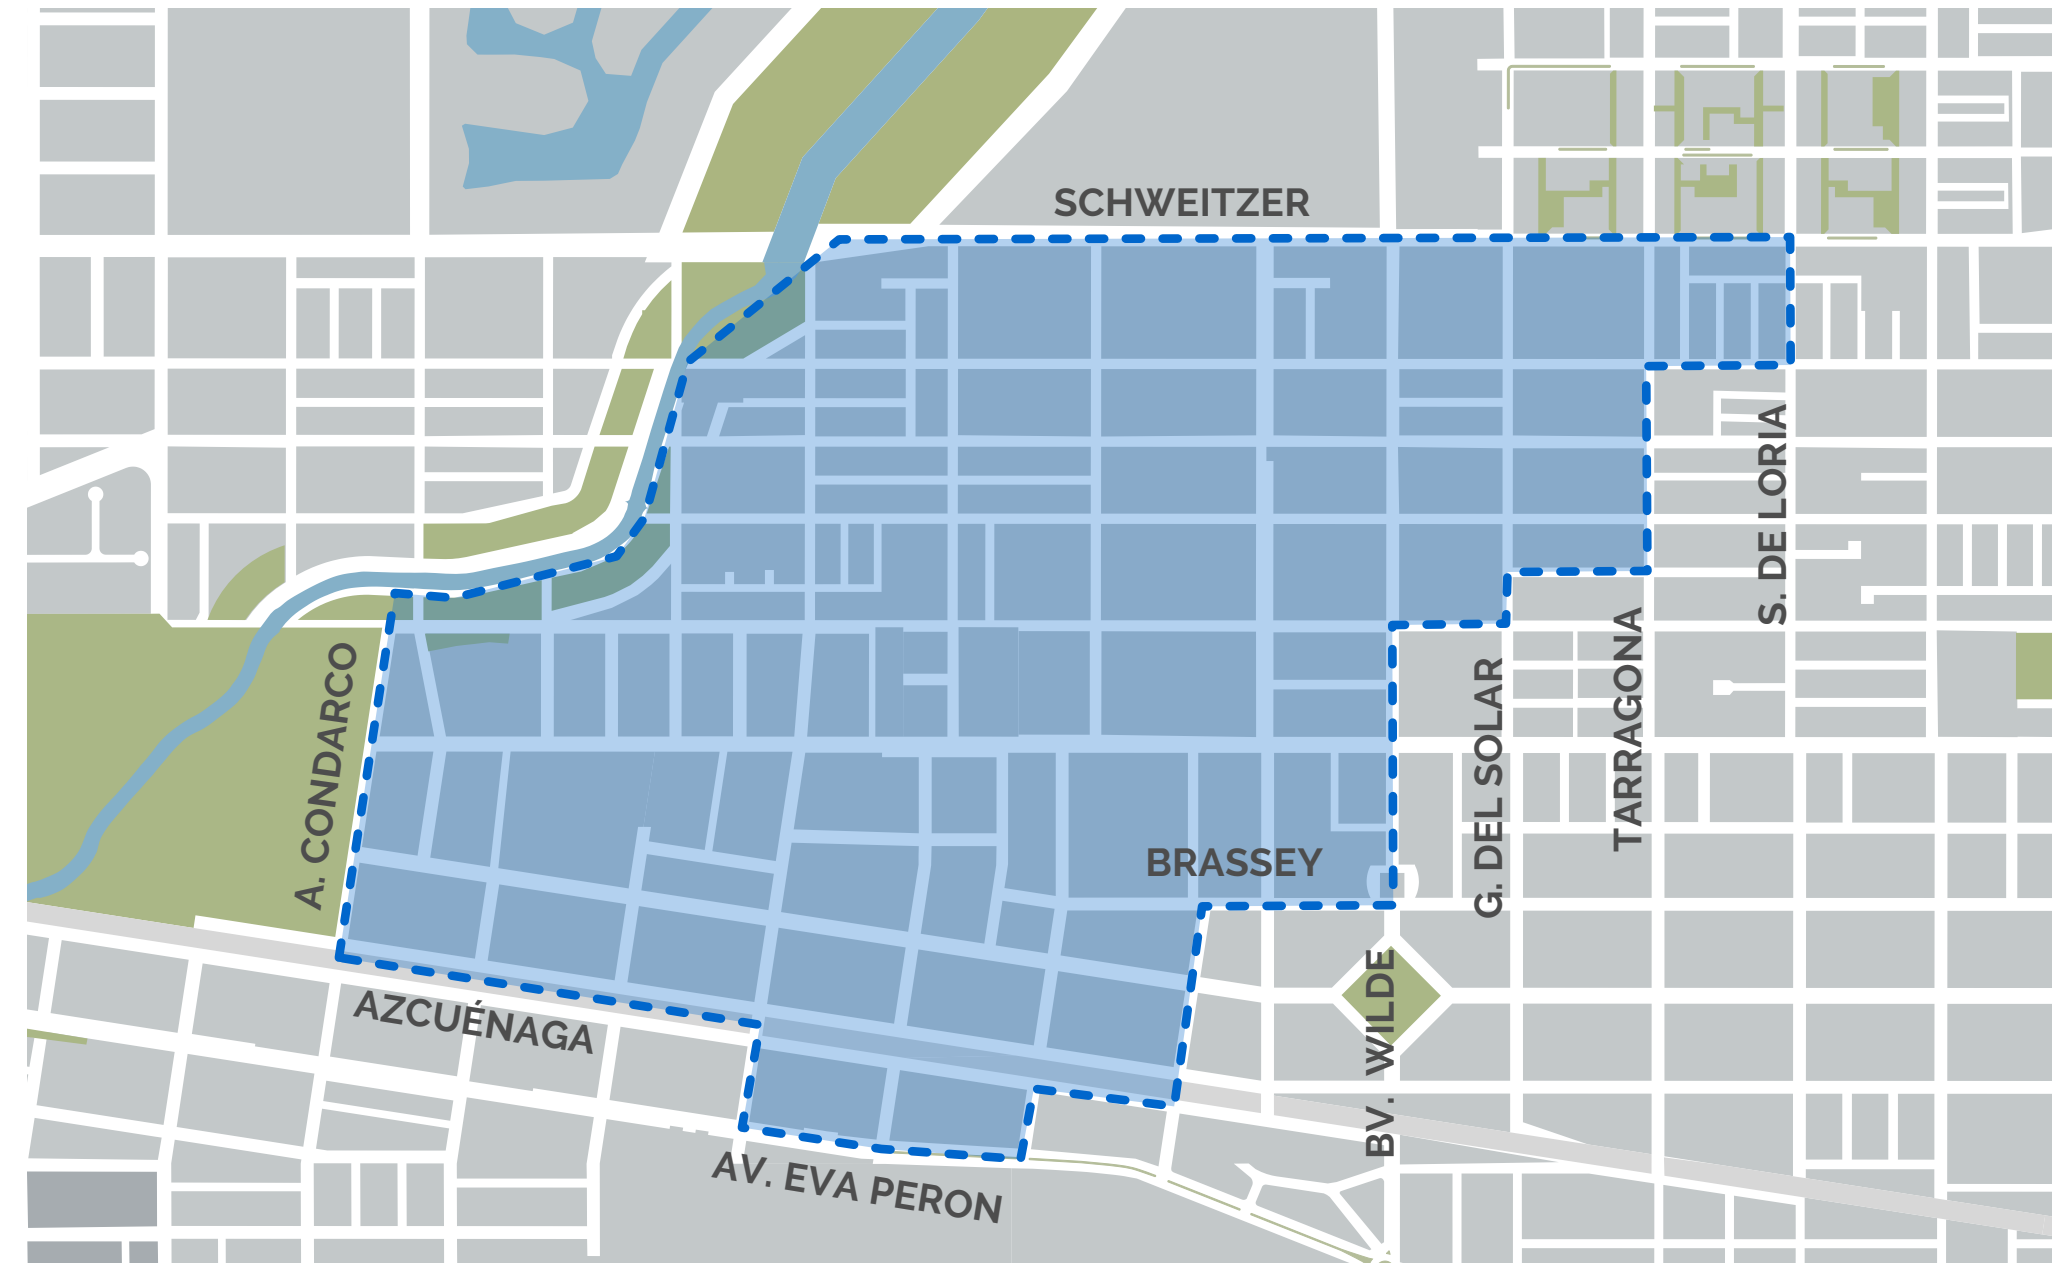 SCHWEITZER
S. DE LORIA
TARRAGONA
G. DEL SOLAR
A. CONDARCO
BRASSEY
BV. WILDE
AZCUÉNAGA
AV. EVA PERON